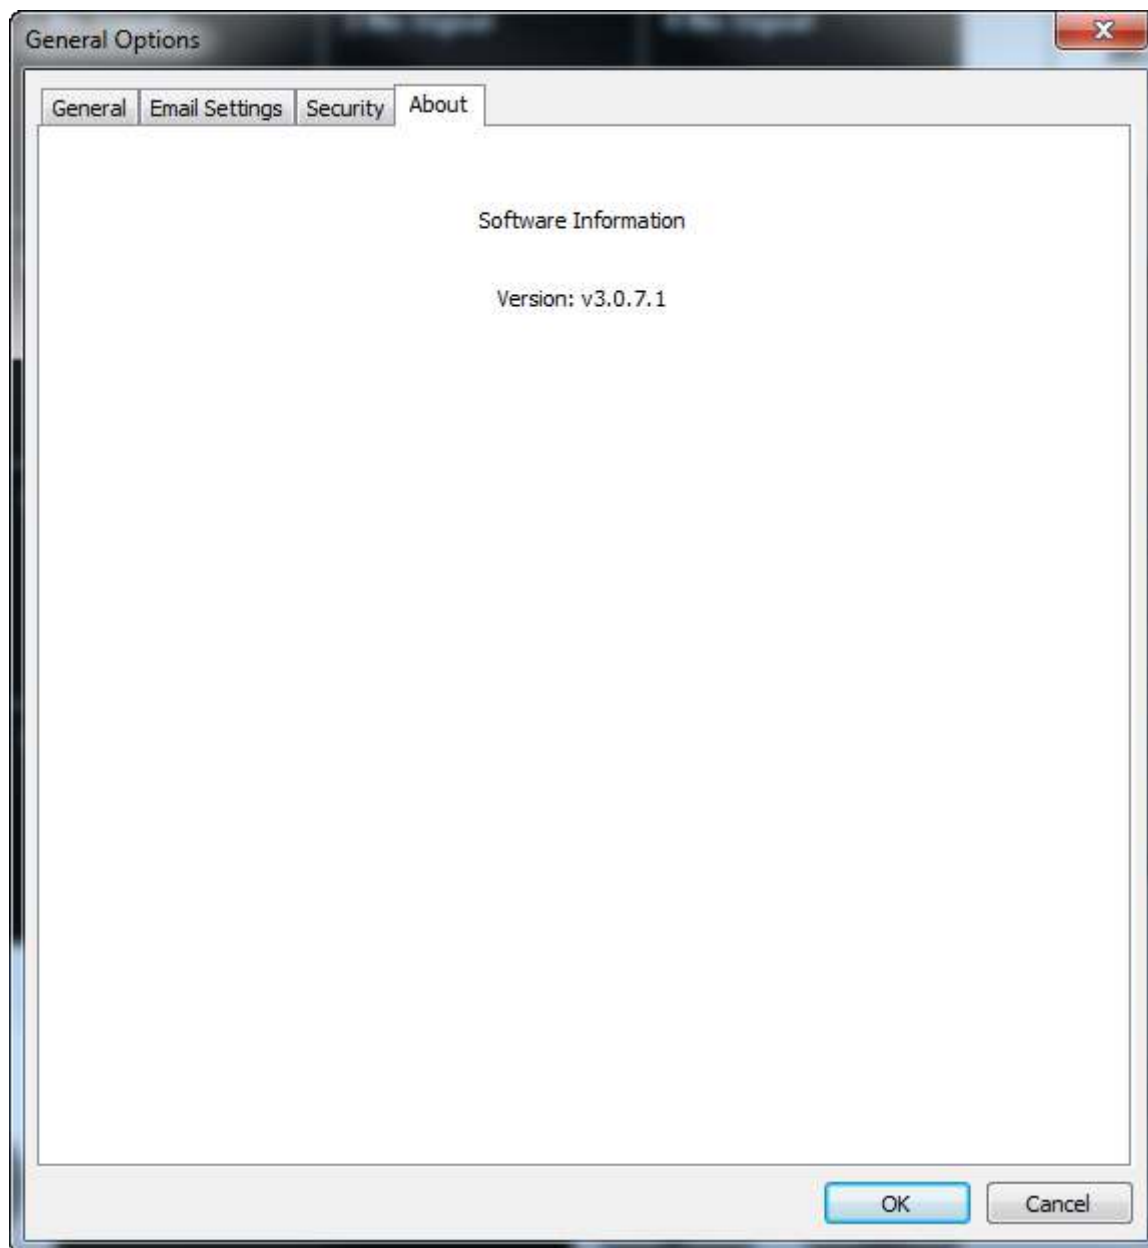 General Options
General
Email Settings
Security
About
Software Information
Version: v3.0.7.1
OK
Cancel